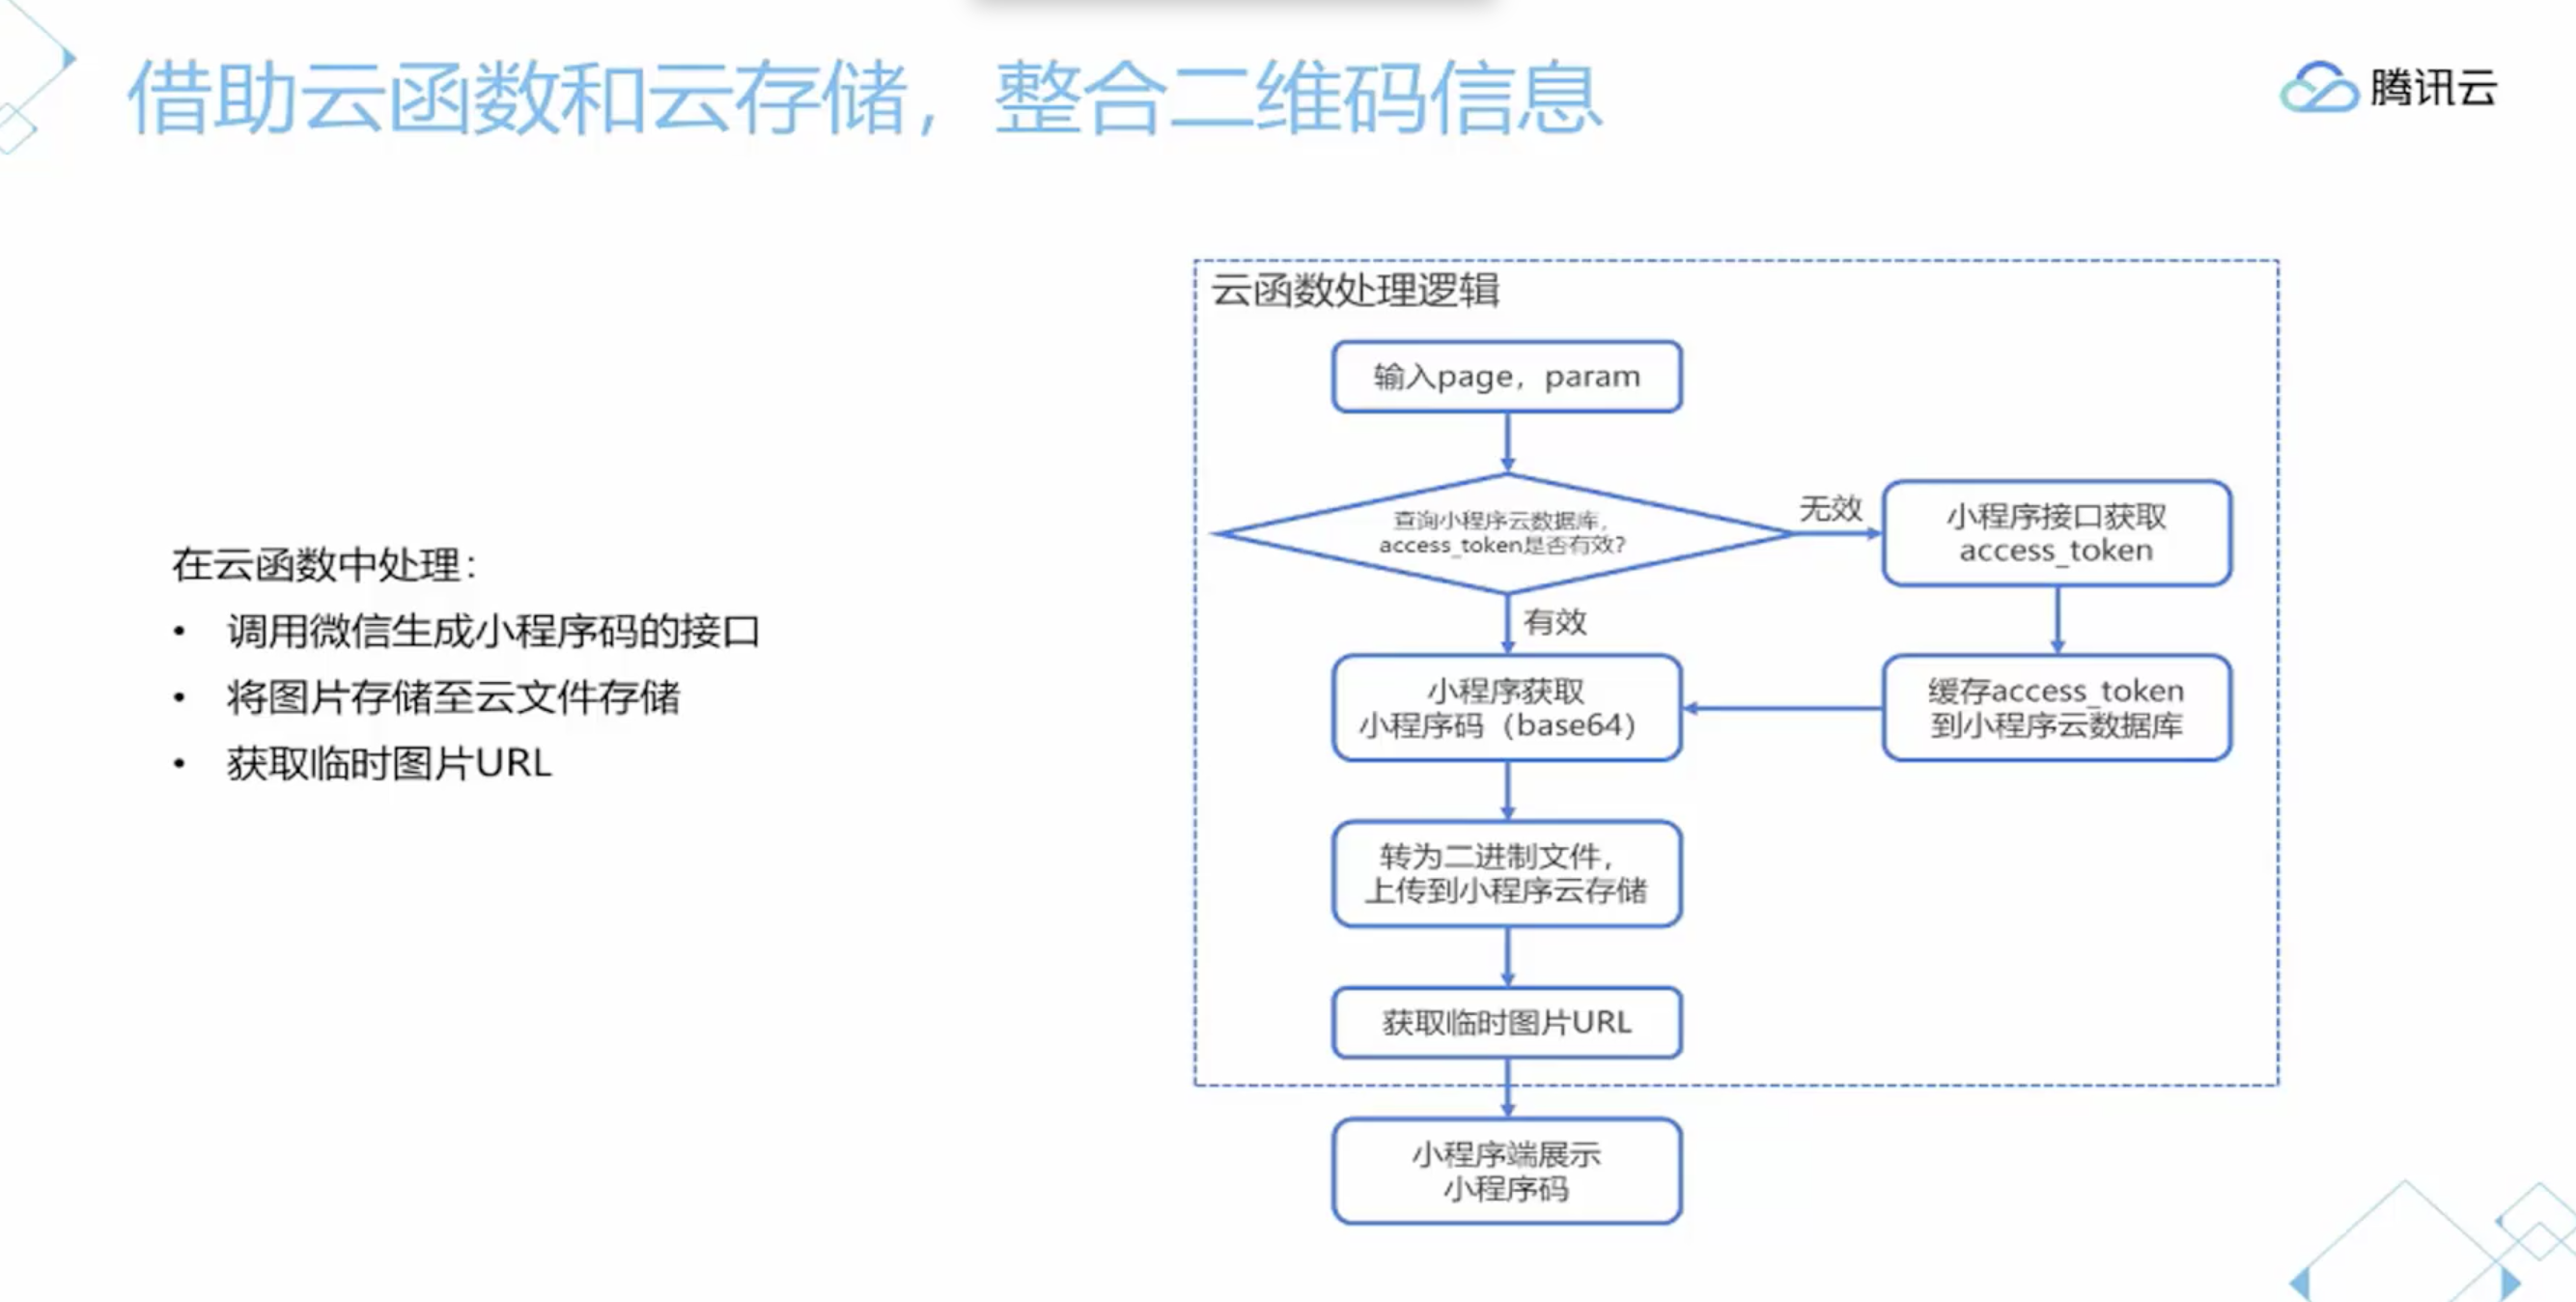 借助云函数和云存储，整合二维码信息
腾讯云
在云函数中处理：
• 调用微信生成小程序码的接口
• 将图片存储至云文件存储
• 获取临时图片URL
云函数处理逻辑
输入page，param
查询小程序云数据库，
access_token是否有效?
无效
小程序接口获取
access_token
有效
小程序获取
小程序码（base64）
缓存access_token
到小程序云数据库
转为二进制文件，
上传到小程序云存储
获取临时图片URL
小程序端展示
小程序码